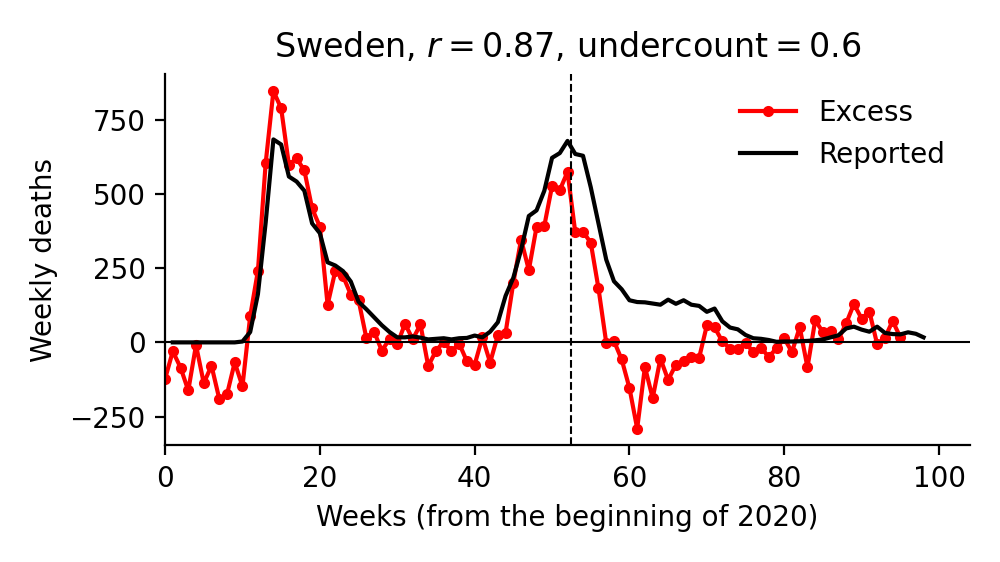 Sweden, r = 0.87, undercount = 0.6
Excess
Reported
Weekly deaths
750
500
250
0
−250
0 20 40 60 80 100
Weeks (from the beginning of 2020)